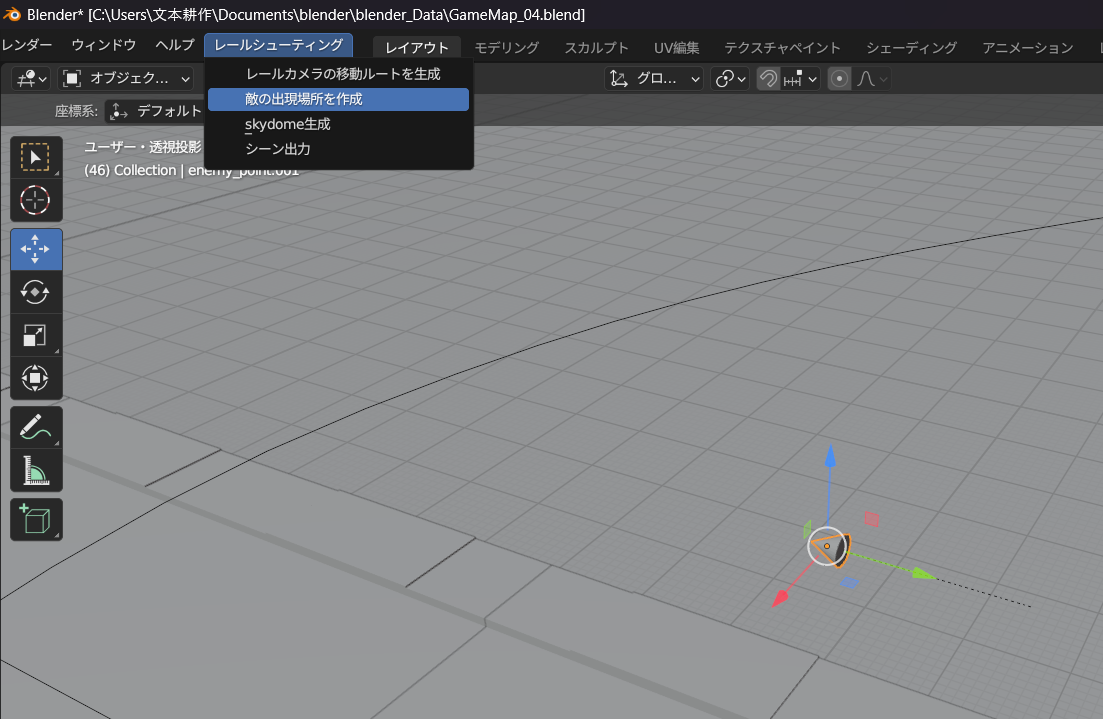 Blender* [C:\Users\文本耕作\Documents\blender\blender_Data\GameMap_04.blend]
レンダー ウィンドウ ヘルプ レールシューティング レイアウト モデリング スカルプト UV編集 テクスチャペイント シェーディング アニメーション
オブジェク... グロ...
レールカメラの移動ルートを生成
敵の出現場所を作成
skydome生成
シーン出力
座標系: デフォルト
ユーザー・透視投影
(46) Collection | enemy_point.001